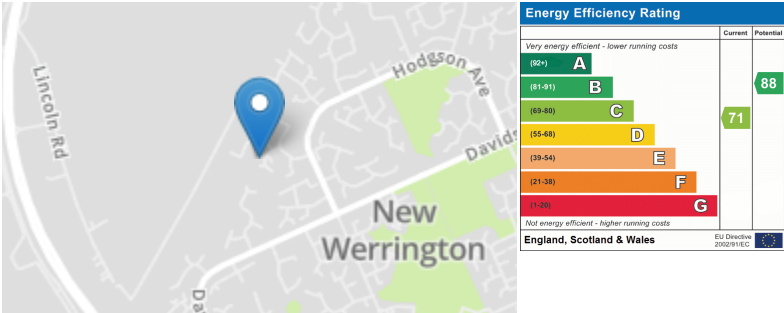 Lincoln Rd
Hodgson Ave
Davids
New
Werrington
Da
Energy Efficiency Rating
Current Potential
Very energy efficient - lower running costs
(92+) A
(81-91) B
88
(69-80) C
71
(55-68) D
(39-54) E
(21-38) F
(1-20) G
Not energy efficient - higher running costs
England, Scotland & Wales
EU Directive
2002/91/EC